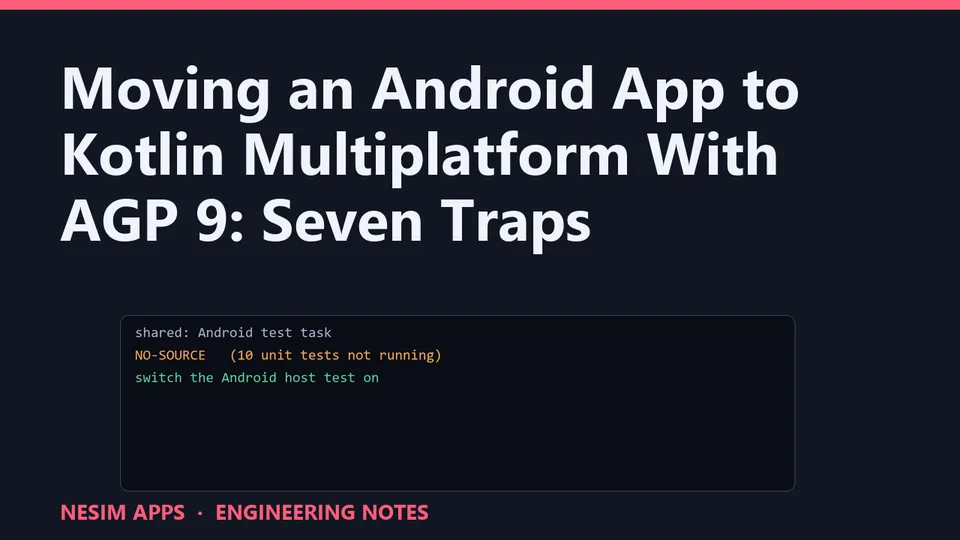 Moving an Android App to
Kotlin Multiplatform With
AGP 9: Seven Traps
shared: Android test task
NO-SOURCE   (10 unit tests not running)
switch the Android host test on
NESIM APPS · ENGINEERING NOTES